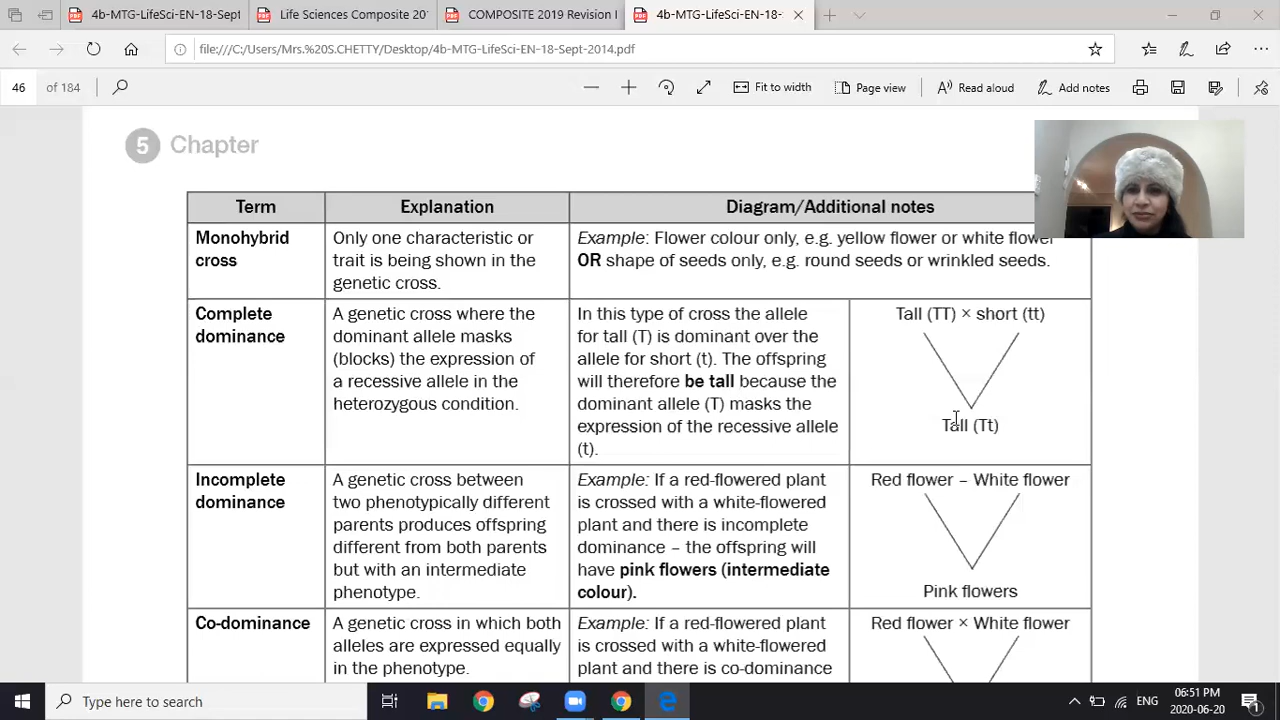 4b-MTG-LifeSci-EN-18-Sept
Life Sciences Composite 20
COMPOSITE 2019 Revision I
4b-MTG-LifeSci-EN-18-
file:///C:/Users/Mrs.%20S.CHETTY/Desktop/4b-MTG-LifeSci-EN-18-Sept-2014.pdf
46 of 184
Fit to width
Page view
Read aloud
Add notes
5 Chapter
Term Explanation Diagram/Additional notes
Monohybrid
cross
Only one characteristic or
trait is being shown in the
genetic cross.
Example: Flower colour only, e.g. yellow flower or white flower
OR shape of seeds only, e.g. round seeds or wrinkled seeds.
Complete
dominance
A genetic cross where the
dominant allele masks
(blocks) the expression of
a recessive allele in the
heterozygous condition.
In this type of cross the allele
for tall (T) is dominant over the
allele for short (t). The offspring
will therefore be tall because the
dominant allele (T) masks the
expression of the recessive allele
(t).
Tall (TT) × short (tt)
Tall (Tt)
Incomplete
dominance
A genetic cross between
two phenotypically different
parents produces offspring
different from both parents
but with an intermediate
phenotype.
Example: If a red-flowered plant
is crossed with a white-flowered
plant and there is incomplete
dominance – the offspring will
have pink flowers (intermediate
colour).
Red flower – White flower
Pink flowers
Co-dominance
A genetic cross in which both
alleles are expressed equally
in the phenotype.
Example: If a red-flowered plant
is crossed with a white-flowered
plant and there is co-dominance
Red flower × White flower
Type here to search
ENG
06:51 PM
2020-06-20
1